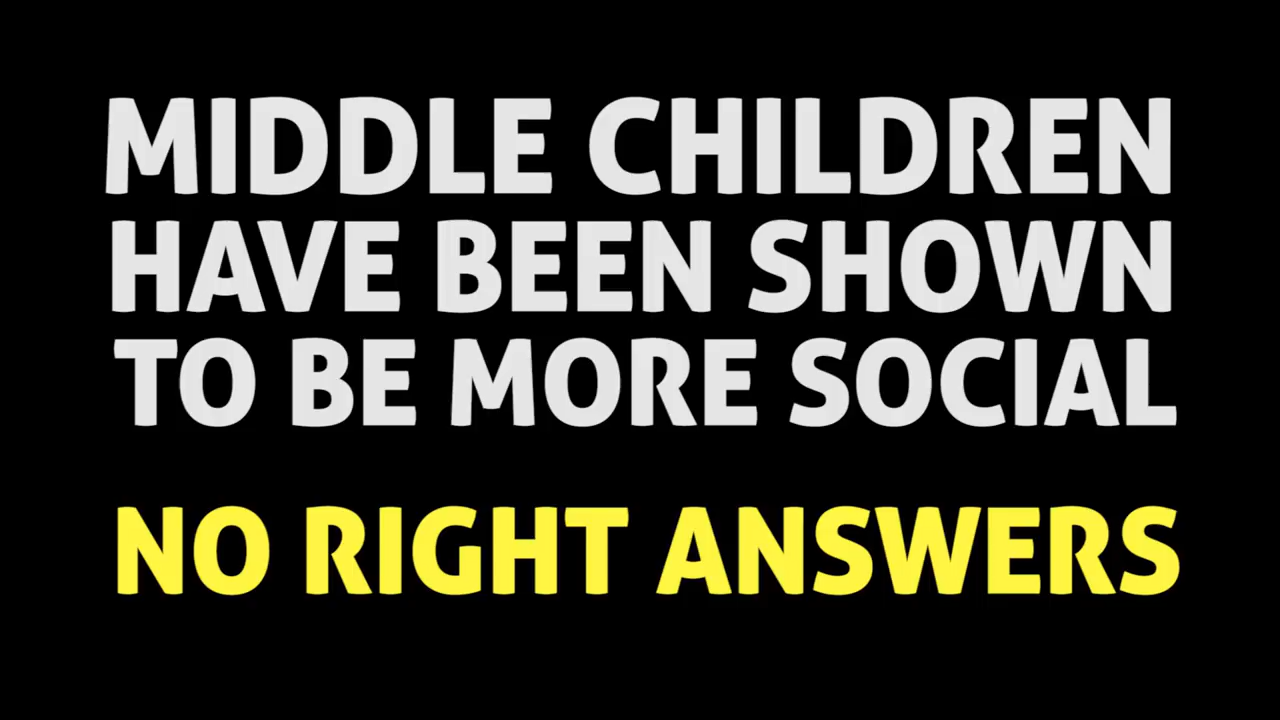 MIDDLE CHILDREN
HAVE BEEN SHOWN
TO BE MORE SOCIAL
NO RIGHT ANSWERS